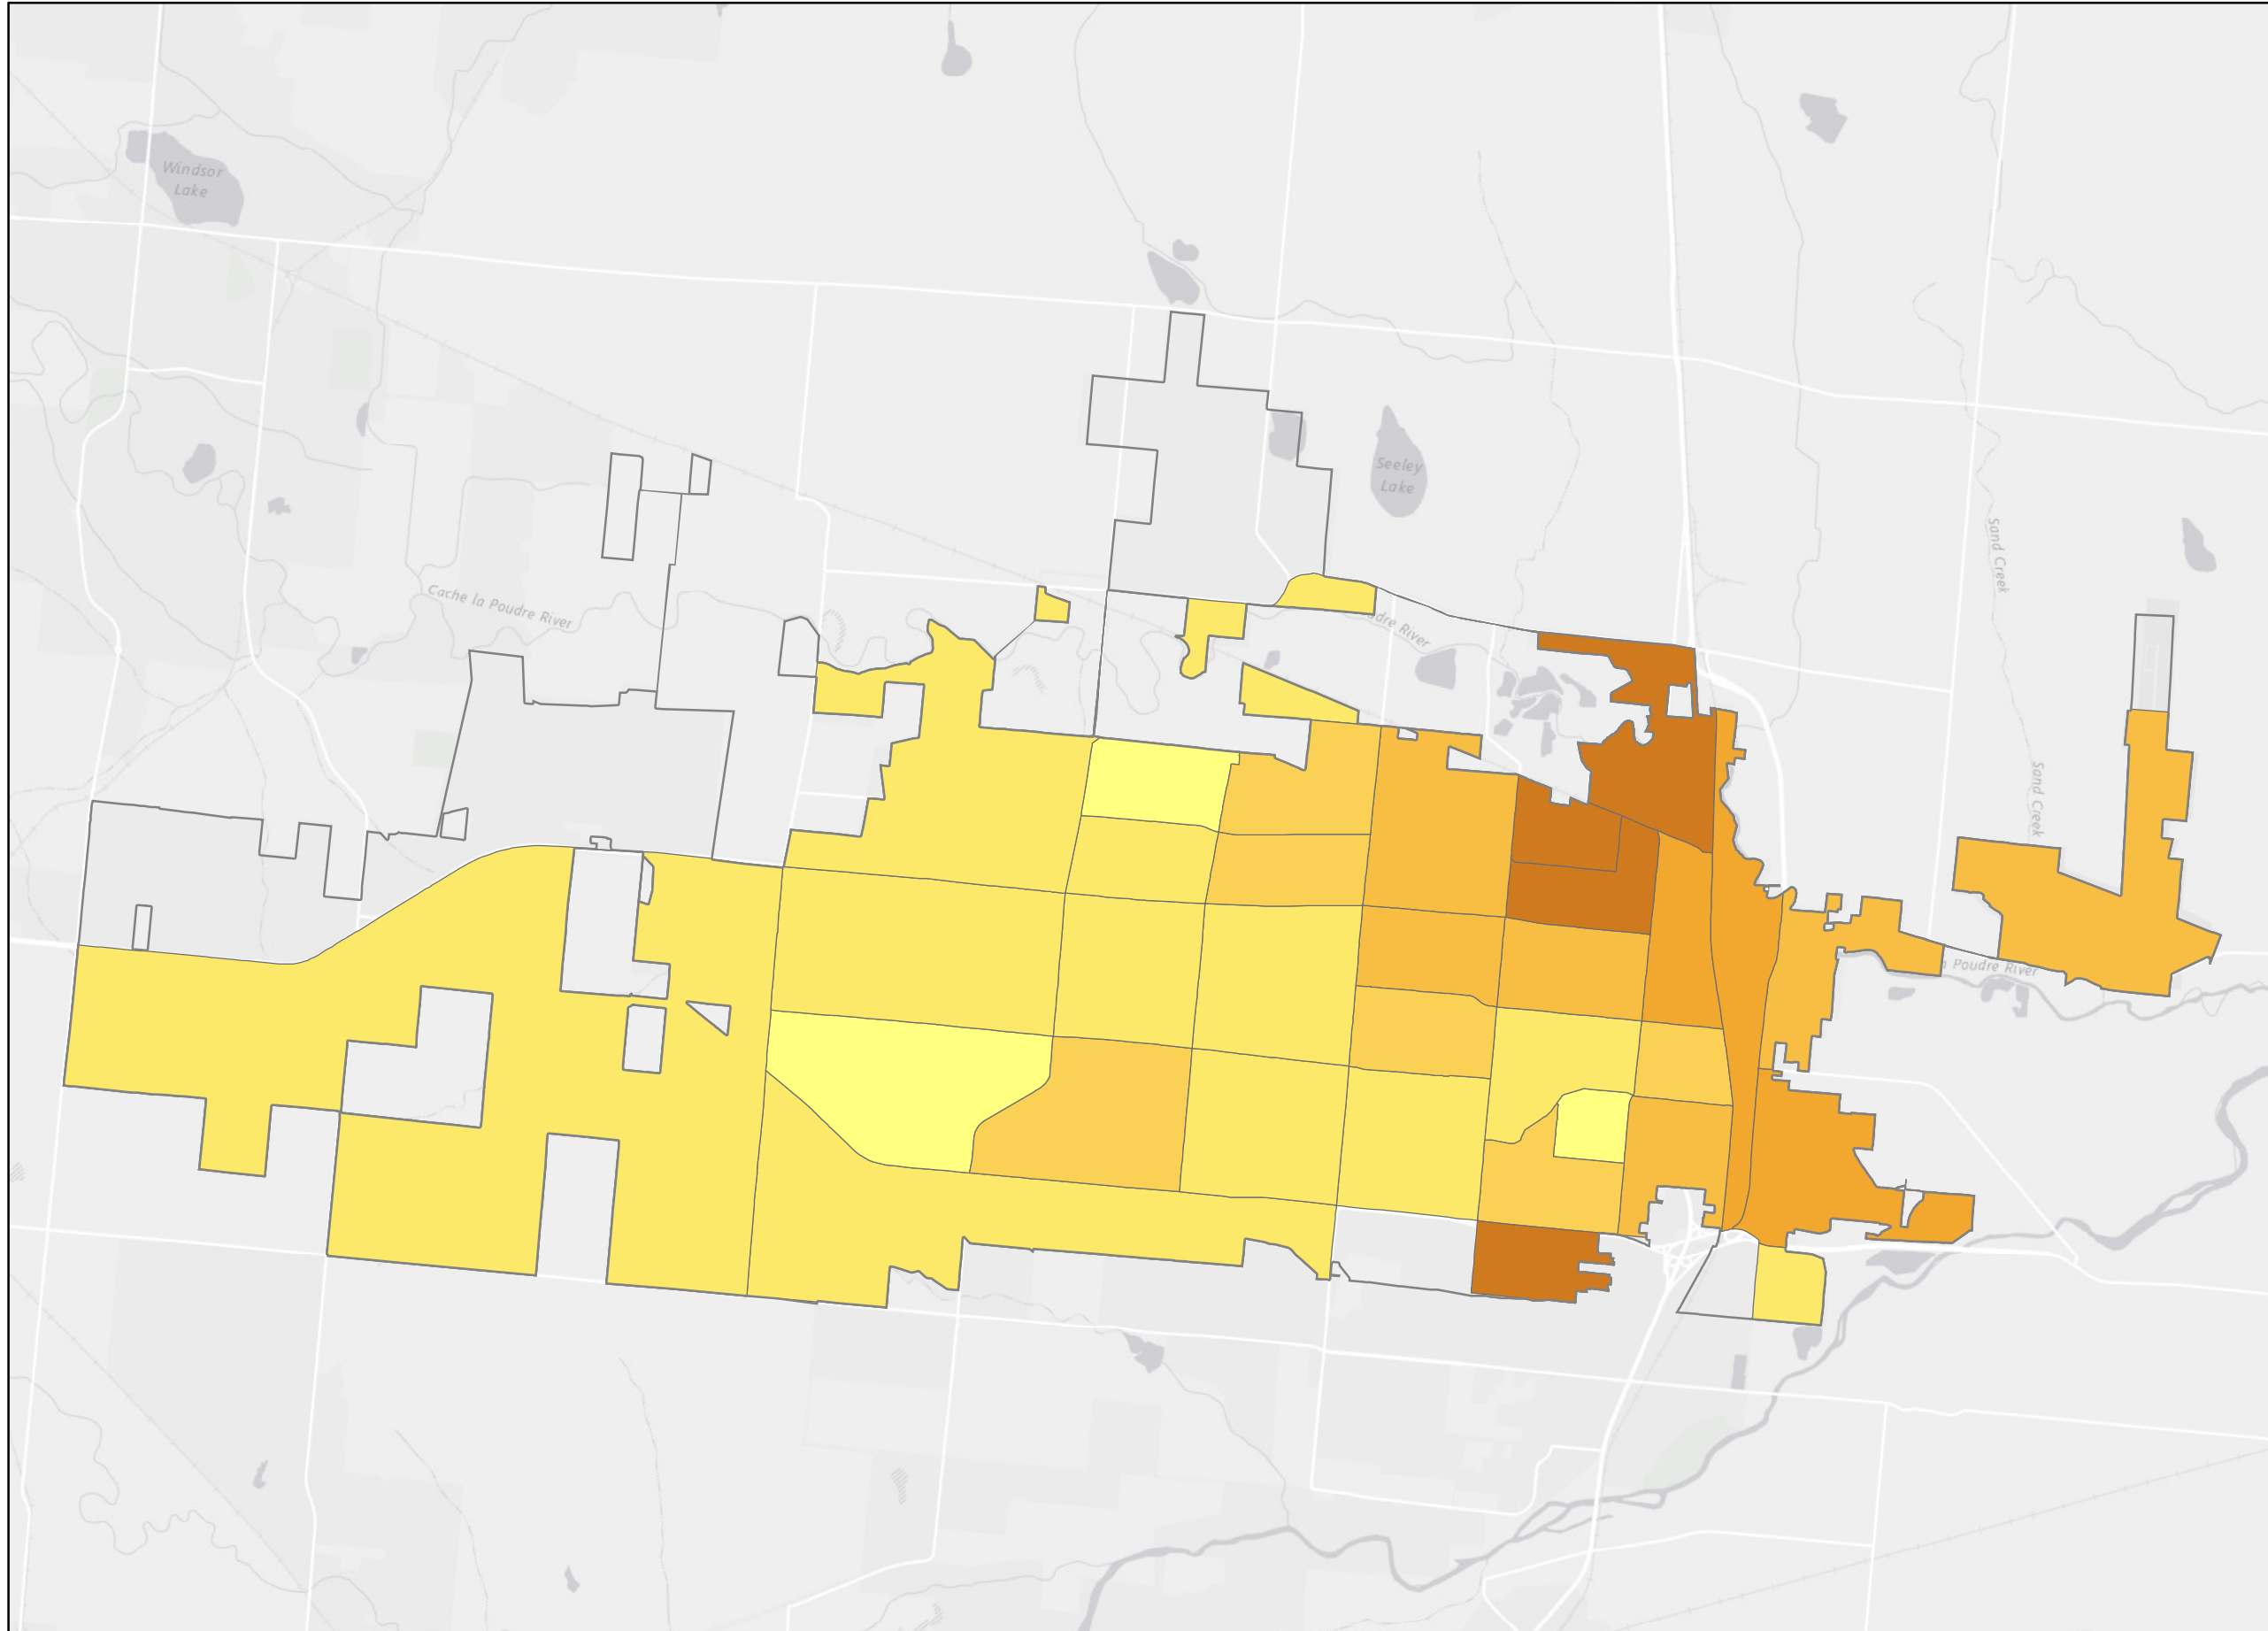 Windsor
Lake
Seeley
Lake
Sand Creek
Cache la Poudre River
dre River
Sand Creek
Poudre River